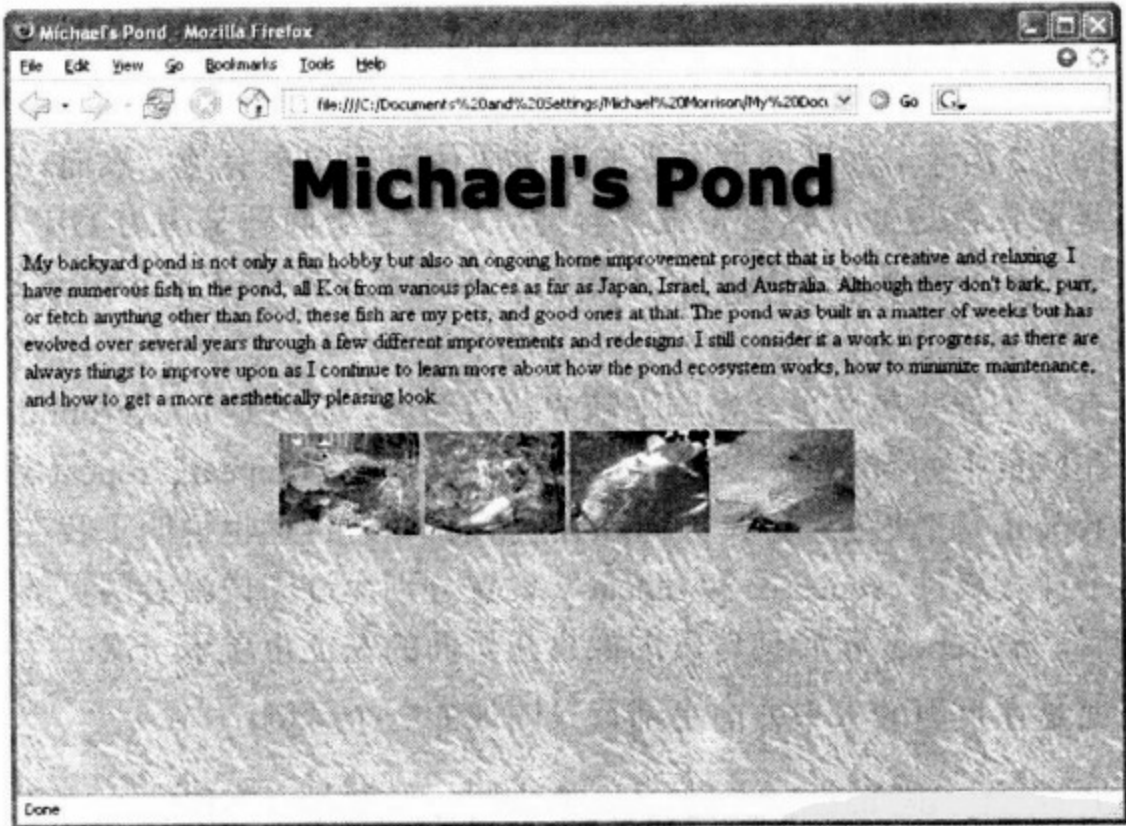 Michael's Pond - Mozilla Firefox
File Edit View Go Bookmarks Tools Help
file:///C:/Documents%20and%20Settings/Michael%20Morrison/My%20Docu Go G
Michael's Pond
My backyard pond is not only a fun hobby but also an ongoing home improvement project that is both creative and relaxing. I
have numerous fish in the pond, all Koi from various places as far as Japan, Israel, and Australia. Although they don't bark, purr,
or fetch anything other than food, these fish are my pets, and good ones at that. The pond was built in a matter of weeks but has
evolved over several years through a few different improvements and redesigns. I still consider it a work in progress, as there are
always things to improve upon as I continue to learn more about how the pond ecosystem works, how to minimize maintenance,
and how to get a more aesthetically pleasing look.
Done